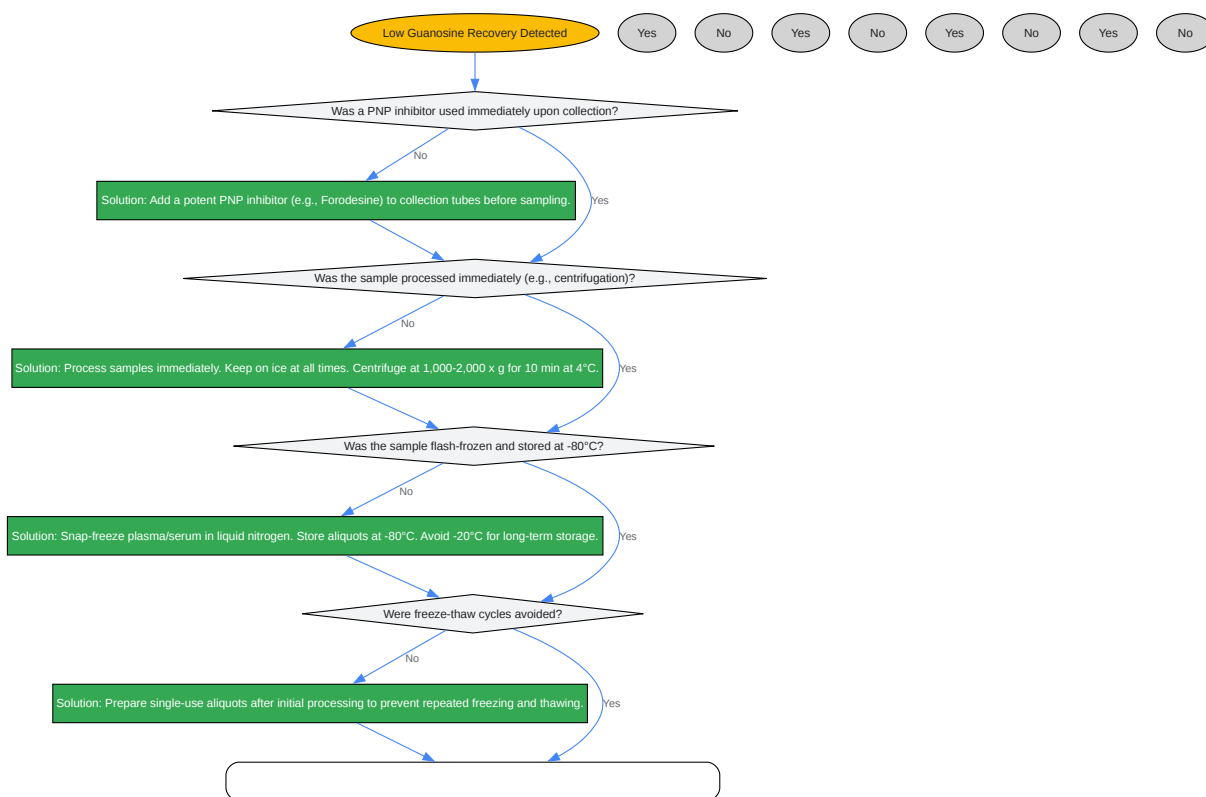 Low Guanosine Recovery Detected
Yes
No
Yes
No
Yes
No
Yes
No
Was a PNP inhibitor used immediately upon collection?
No
Solution: Add a potent PNP inhibitor (e.g., Forodesine) to collection tubes before sampling.
Yes
Was the sample processed immediately (e.g., centrifugation)?
No
Solution: Process samples immediately. Keep on ice at all times. Centrifuge at 1,000-2,000 x g for 10 min at 4°C.
Yes
Was the sample flash-frozen and stored at -80°C?
No
Solution: Snap-freeze plasma/serum in liquid nitrogen. Store aliquots at -80°C. Avoid -20°C for long-term storage.
Yes
Were freeze-thaw cycles avoided?
No
Solution: Prepare single-use aliquots after initial processing to prevent repeated freezing and thawing.
Yes